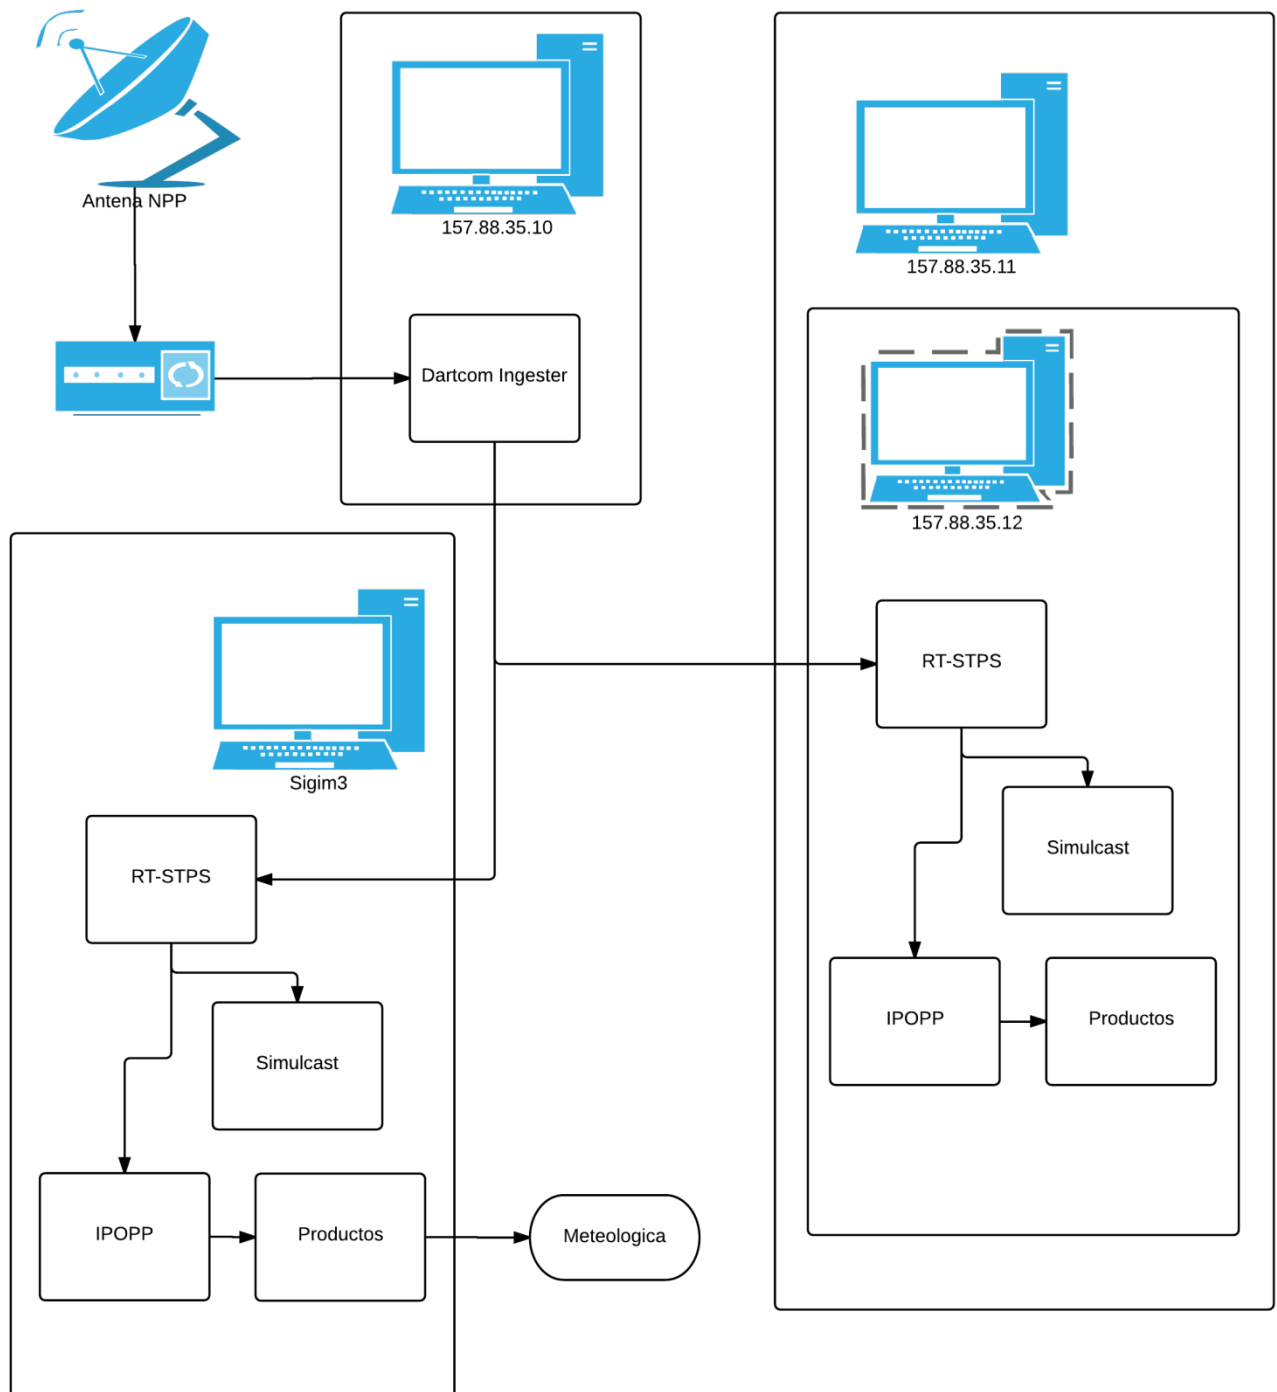 Antena NPP
157.88.35.10
157.88.35.11
Dartcom Ingester
157.88.35.12
RT-STPS
Simulcast
IPOPP
Productos
Sigim3
RT-STPS
Simulcast
IPOPP
Productos
Meteologica